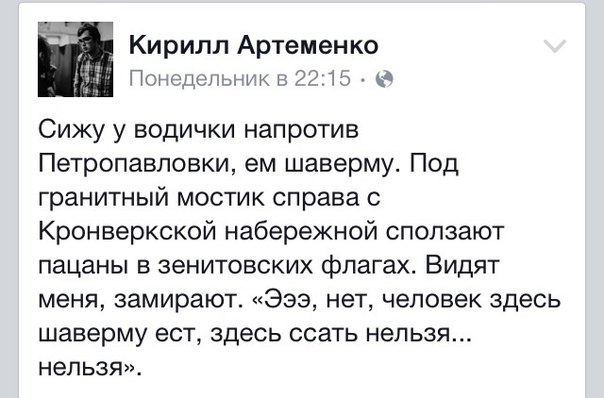 Кирилл Артеменко
Понедельник в 22:15 ·
Сижу у водички напротив
Петропавловки, ем шаверму. Под
гранитный мостик справа с
Кронверкской набережной сползают
пацаны в зенитовских флагах. Видят
меня, замирают. «Эээ, нет, человек здесь
шаверму ест, здесь ссать нельзя...
нельзя».